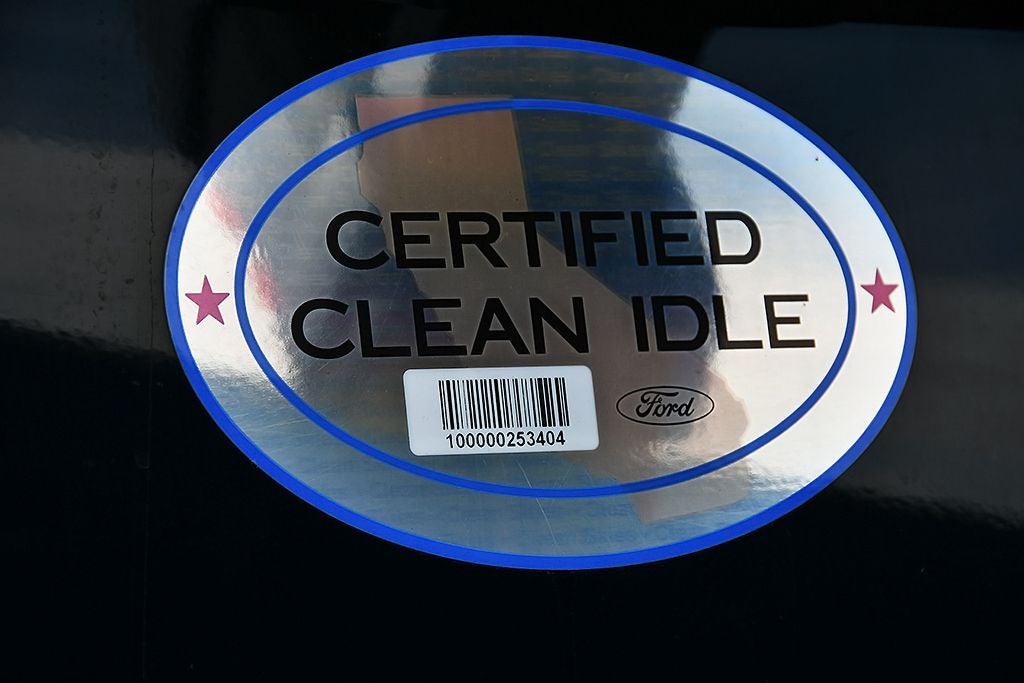 CERTIFIED
CLEAN IDLE
Ford
100000253404